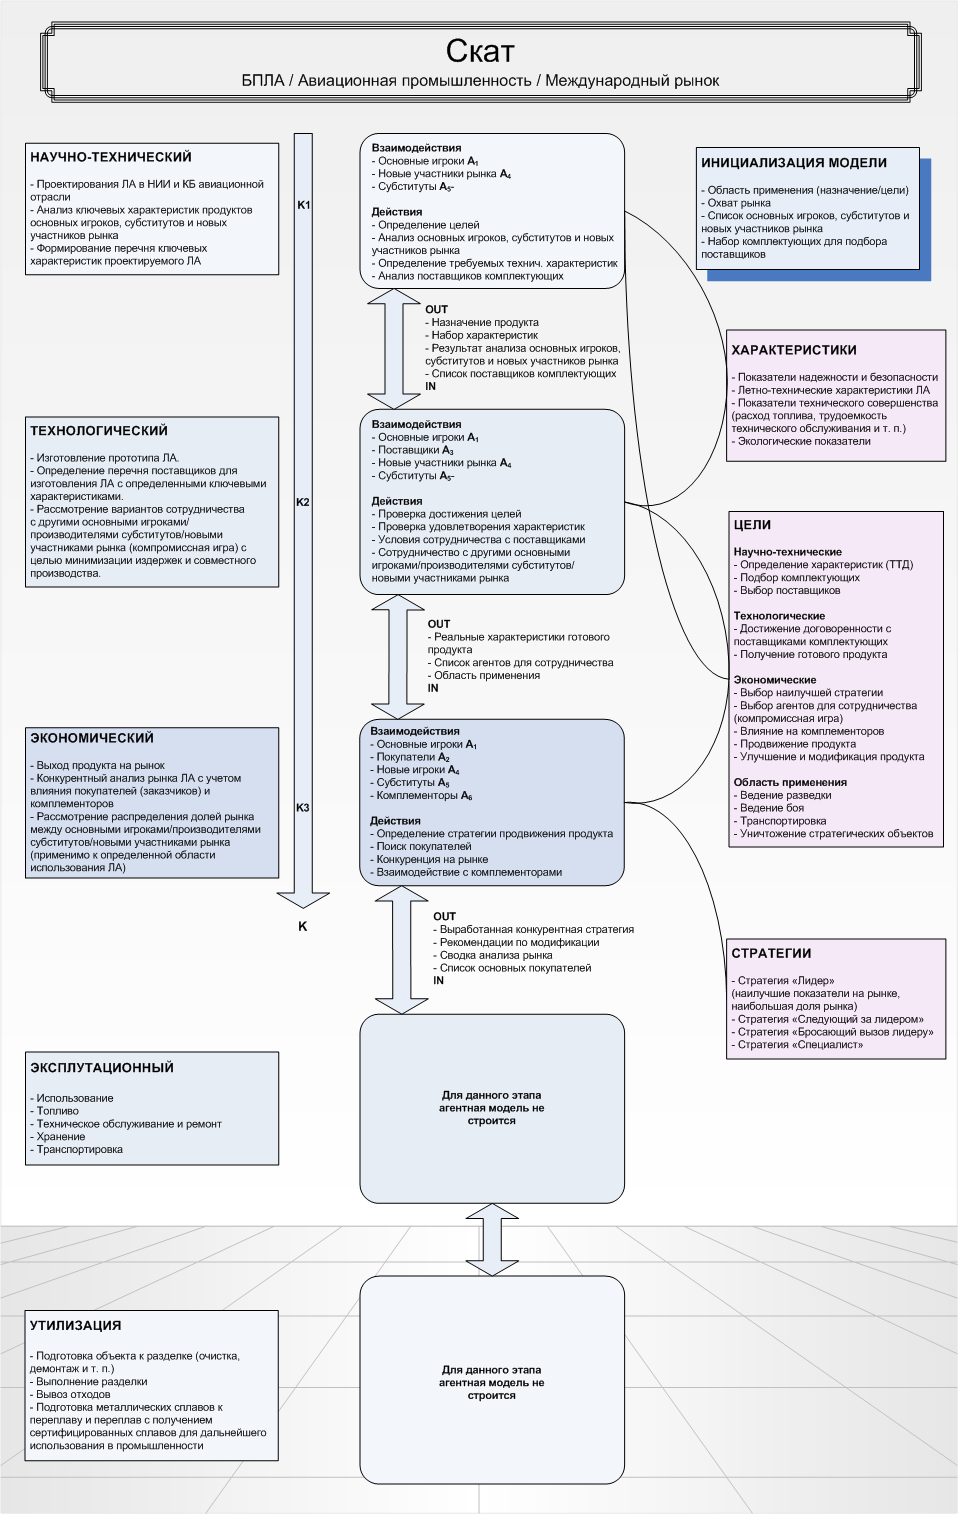 Скат
БПЛА / Авиационная промышленность / Международный рынок
НАУЧНО-ТЕХНИЧЕСКИЙ
- Проектирования ЛА в НИИ и КБ авиационной
отрасли
- Анализ ключевых характеристик продуктов
основных игроков, субститутов и новых
участников рынка
- Формирование перечня ключевых
характеристик проектируемого ЛА
K1
Взаимодействия
- Основные игроки A1
- Новые участники рынка A4
- Субституты A5-
Действия
- Определение целей
- Анализ основных игроков, субститутов и новых
участников рынка
- Определение требуемых технич. характеристик
- Анализ поставщиков комплектующих
ИНИЦИАЛИЗАЦИЯ МОДЕЛИ
- Область применения (назначение/цели)
- Охват рынка
- Список основных игроков, субститутов и
новых участников рынка
- Набор комплектующих для подбора
поставщиков
OUT
- Назначение продукта
- Набор характеристик
- Результат анализа основных игроков,
субститутов и новых участников рынка
- Список поставщиков комплектующих
IN
ХАРАКТЕРИСТИКИ
- Показатели надежности и безопасности
- Летно-технические характеристики ЛА
- Показатели технического совершенства
(расход топлива, трудоемкость
технического обслуживания и т. п.)
- Экологические показатели
ТЕХНОЛОГИЧЕСКИЙ
- Изготовление прототипа ЛА.
- Определение перечня поставщиков для
изготовления ЛА с определенными ключевыми
характеристиками.
- Рассмотрение вариантов сотрудничества
с другими основными игроками/
производителями субститутов/новыми
участниками рынка (компромиссная игра) с
целью минимизации издержек и совместного
производства.
K2
Взаимодействия
- Основные игроки A1
- Поставщики A3
- Новые участники рынка A4
- Субституты A5-
Действия
- Проверка достижения целей
- Проверка удовлетворения характеристик
- Условия сотрудничества с поставщиками
- Сотрудничество с другими основными
игроками/производителями субститутов/
новыми участниками рынка
ЦЕЛИ
Научно-технические
- Определение характеристик (ТТД)
- Подбор комплектующих
- Выбор поставщиков
Технологические
- Достижение договоренности с
поставщиками комплектующих
- Получение готового продукта
Экономические
- Выбор наилучшей стратегии
- Выбор агентов для сотрудничества
(компромиссная игра)
- Влияние на комплементоров
- Продвижение продукта
- Улучшение и модификация продукта
Область применения
- Ведение разведки
- Ведение боя
- Транспортировка
- Уничтожение стратегических объектов
OUT
- Реальные характеристики готового
продукта
- Список агентов для сотрудничества
- Область применения
IN
ЭКОНОМИЧЕСКИЙ
- Выход продукта на рынок
- Конкурентный анализ рынка ЛА с учетом
влияния покупателей (заказчиков) и
комплементоров
- Рассмотрение распределения долей рынка
между основными игроками/производителями
субститутов/новыми участниками рынка
(применимо к определенной области
использования ЛА)
K3
K
Взаимодействия
- Основные игроки A1
- Покупатели A2
- Новые игроки A4
- Субституты A5
- Комплементоры A6
Действия
- Определение стратегии продвижения продукта
- Поиск покупателей
- Конкуренция на рынке
- Взаимодействие с комплементорами
OUT
- Выработанная конкурентная стратегия
- Рекомендации по модификации
- Сводка анализа рынка
- Список основных покупателей
IN
СТРАТЕГИИ
- Стратегия «Лидер»
(наилучшие показатели на рынке,
наибольшая доля рынка)
- Стратегия «Следующий за лидером»
- Стратегия «Бросающий вызов лидеру»
- Стратегия «Специалист»
ЭКСПЛУТАЦИОННЫЙ
- Использование
- Топливо
- Техническое обслуживание и ремонт
- Хранение
- Транспортировка
Для данного этапа
агентная модель не
строится
УТИЛИЗАЦИЯ
- Подготовка объекта к разделке (очистка,
демонтаж и т. п.)
- Выполнение разделки
- Вывоз отходов
- Подготовка металлических сплавов к
переплаву и переплав с получением
сертифицированных сплавов для дальнейшего
использования в промышленности
Для данного этапа
агентная модель не
строится